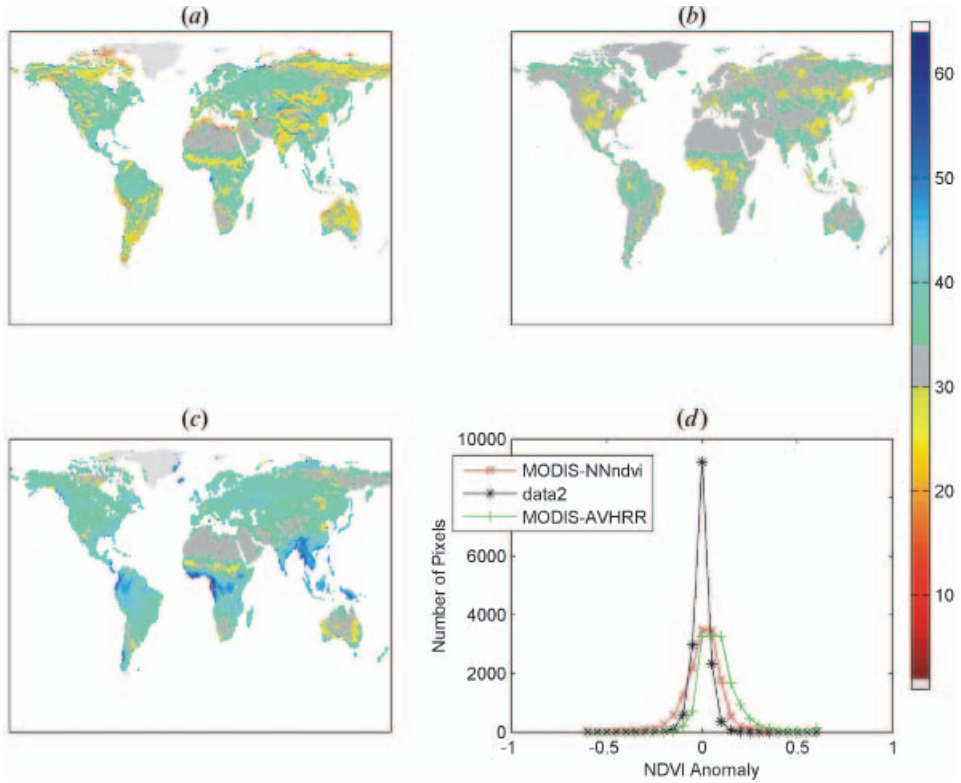 (a)
(b)
60
50
40
30
20
10
(c)
(d)
10000
8000
6000
4000
2000
0
Number of Pixels
MODIS-NNndvi
data2
MODIS-AVHRR
-1
-0.5
0
0.5
1
NDVI Anomaly